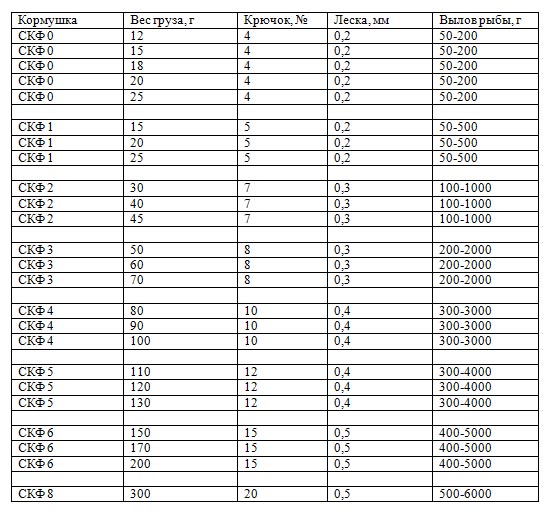 Кормушка Вес груза, г Крючок, № Леска, мм Вылов рыбы, г
СКФ 0 12 4 0,2 50-200
СКФ 0 15 4 0,2 50-200
СКФ 0 18 4 0,2 50-200
СКФ 0 20 4 0,2 50-200
СКФ 0 25 4 0,2 50-200
СКФ 1 15 5 0,2 50-500
СКФ 1 20 5 0,2 50-500
СКФ 1 25 5 0,2 50-500
СКФ 2 30 7 0,3 100-1000
СКФ 2 40 7 0,3 100-1000
СКФ 2 45 7 0,3 100-1000
СКФ 3 50 8 0,3 200-2000
СКФ 3 60 8 0,3 200-2000
СКФ 3 70 8 0,3 200-2000
СКФ 4 80 10 0,4 300-3000
СКФ 4 90 10 0,4 300-3000
СКФ 4 100 10 0,4 300-3000
СКФ 5 110 12 0,4 300-4000
СКФ 5 120 12 0,4 300-4000
СКФ 5 130 12 0,4 300-4000
СКФ 6 150 15 0,5 400-5000
СКФ 6 170 15 0,5 400-5000
СКФ 6 200 15 0,5 400-5000
СКФ 8 300 20 0,5 500-6000